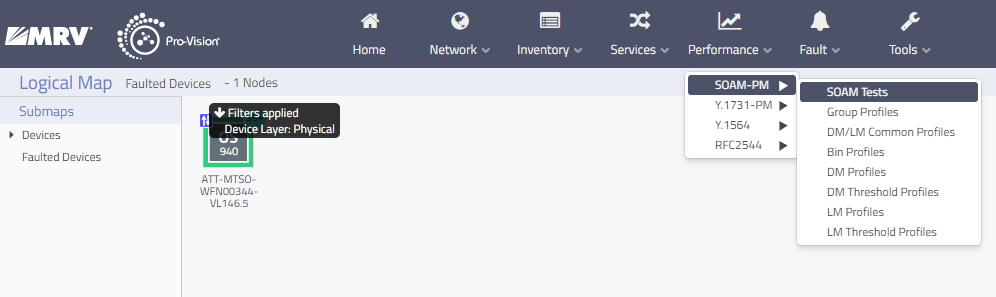 MRV
Pro-Vision®
Home
Network
Inventory
Services
Performance
Fault
Tools
Logical Map
Faulted Devices
- 1 Nodes
Submaps
Devices
Faulted Devices
Filters applied
Device Layer: Physical
OS
940
ATT-MTSO-
WFN00344-
VL146.5
SOAM-PM
Y.1731-PM
Y.1564
RFC2544
SOAM Tests
Group Profiles
DM/LM Common Profiles
Bin Profiles
DM Profiles
DM Threshold Profiles
LM Profiles
LM Threshold Profiles